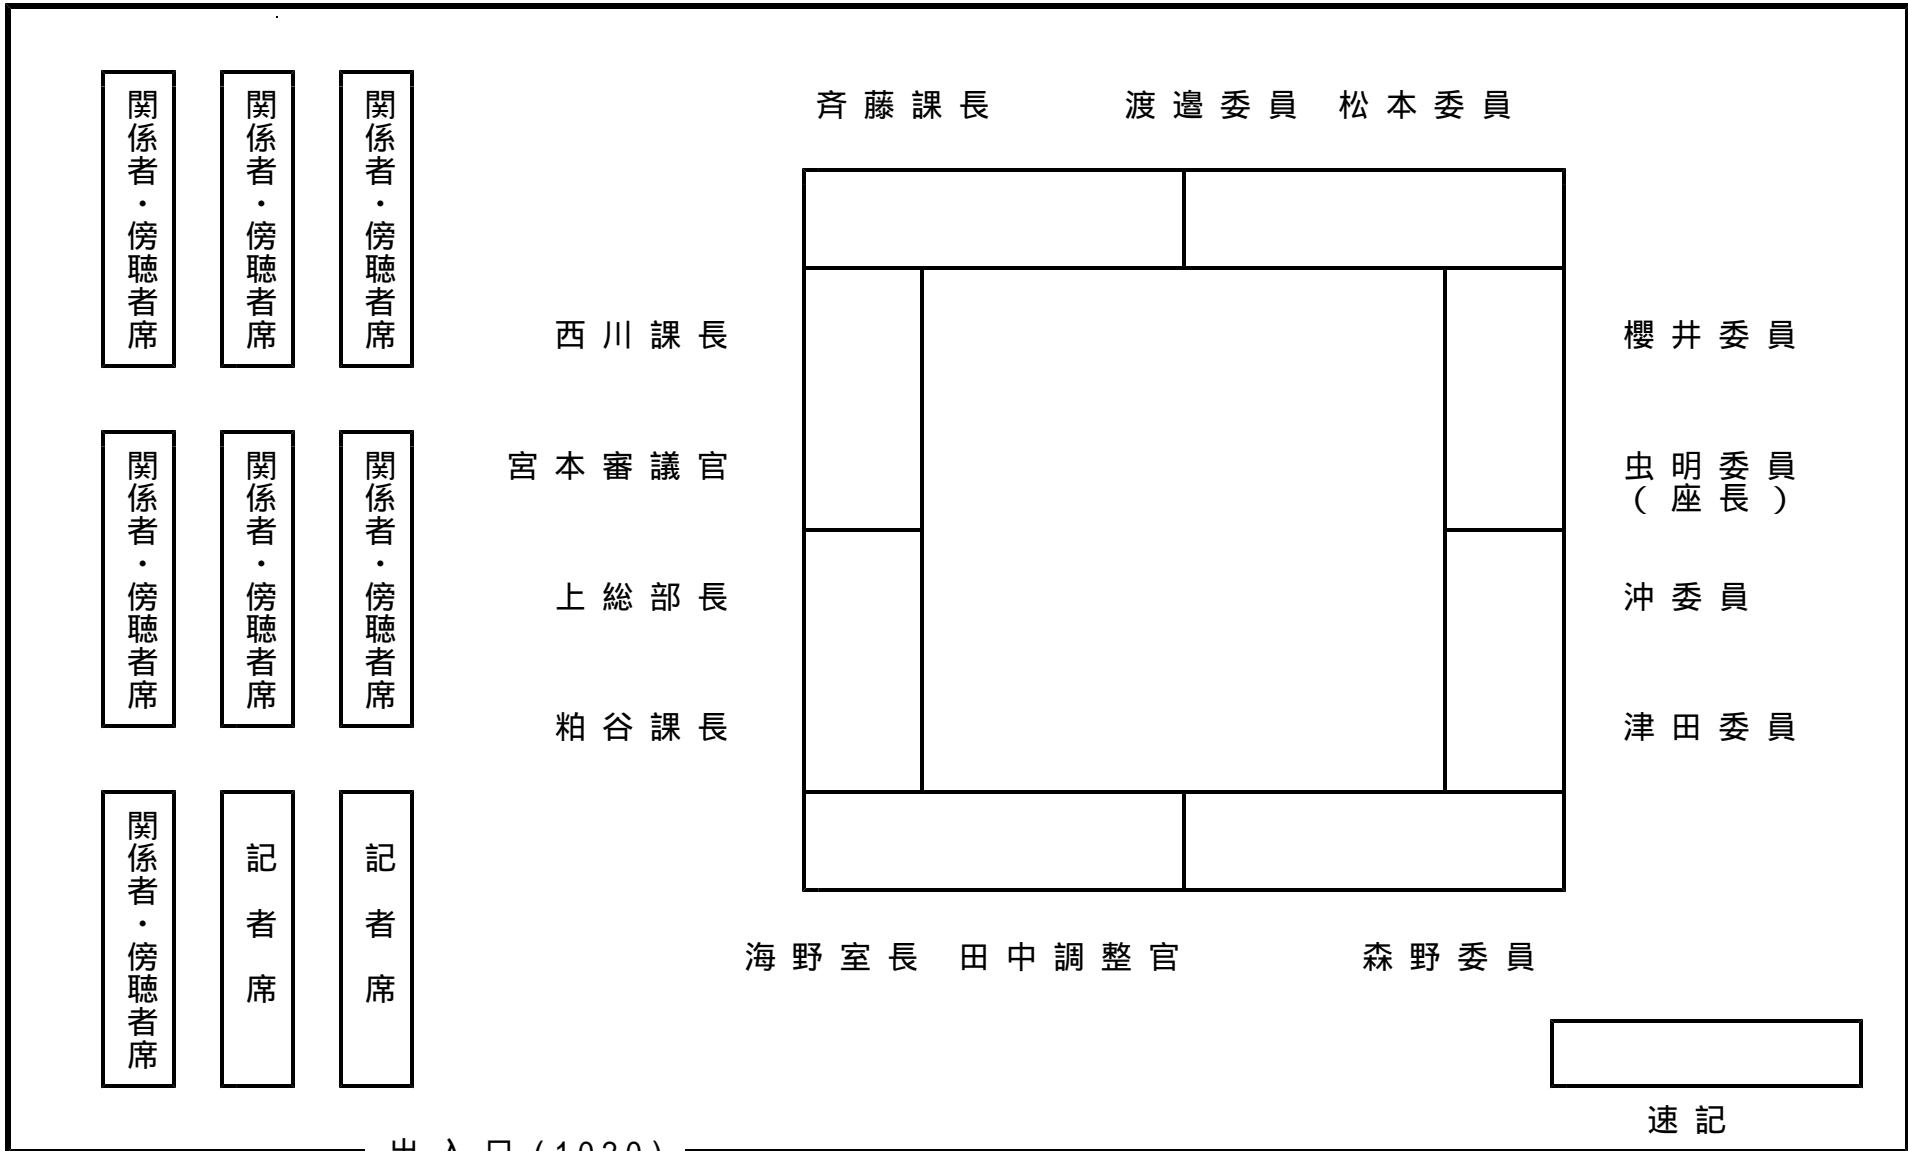 関係者・傍聴者席
関係者・傍聴者席
関係者・傍聴者席
斉藤課長
渡邉委員
松本委員
西川課長
櫻井委員
関係者・傍聴者席
関係者・傍聴者席
関係者・傍聴者席
宮本審議官
虫明委員
(座長)
上総部長
沖委員
粕谷課長
津田委員
関係者・傍聴者席
記者席
記者席
海野室長
田中調整官
森野委員
速記
出入口(1020)